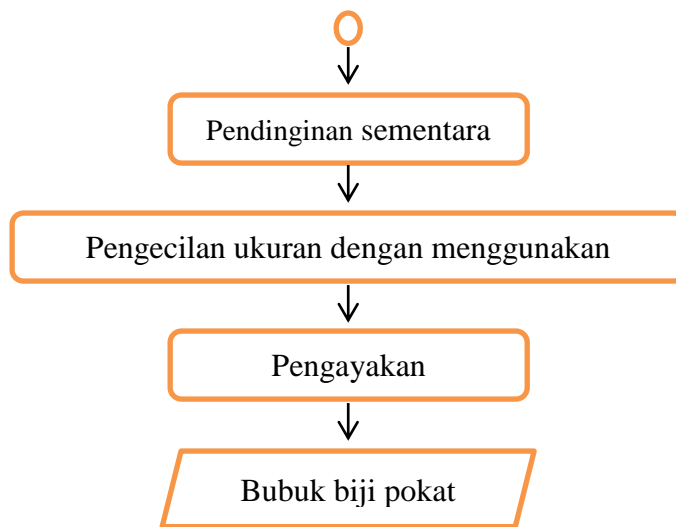 Pendinginan sementara
Pengecilan ukuran dengan menggunakan
Pengayakan
Bubuk biji pokat